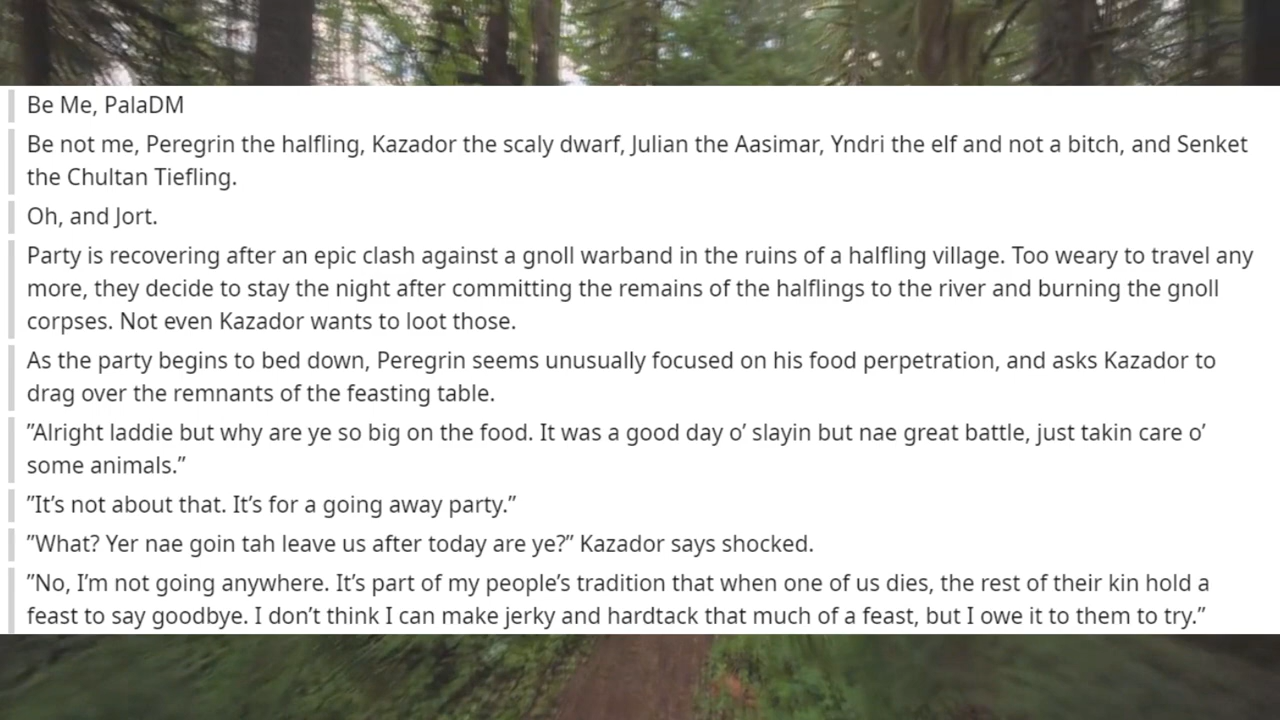 Be Me, PalaDM
Be not me, Peregrin the halfling, Kazador the scaly dwarf, Julian the Aasimar, Yndri the elf and not a bitch, and Senket
the Chultan Tiefling.
Oh, and Jort.
Party is recovering after an epic clash against a gnoll warband in the ruins of a halfling village. Too weary to travel any
more, they decide to stay the night after committing the remains of the halflings to the river and burning the gnoll
corpses. Not even Kazador wants to loot those.
As the party begins to bed down, Peregrin seems unusually focused on his food perpetration, and asks Kazador to
drag over the remnants of the feasting table.
”Alright laddie but why are ye so big on the food. It was a good day o’ slayin but nae great battle, just takin care o’
some animals.”
”It’s not about that. It’s for a going away party.”
”What? Yer nae goin tah leave us after today are ye?” Kazador says shocked.
”No, I’m not going anywhere. It’s part of my people’s tradition that when one of us dies, the rest of their kin hold a
feast to say goodbye. I don’t think I can make jerky and hardtack that much of a feast, but I owe it to them to try.”